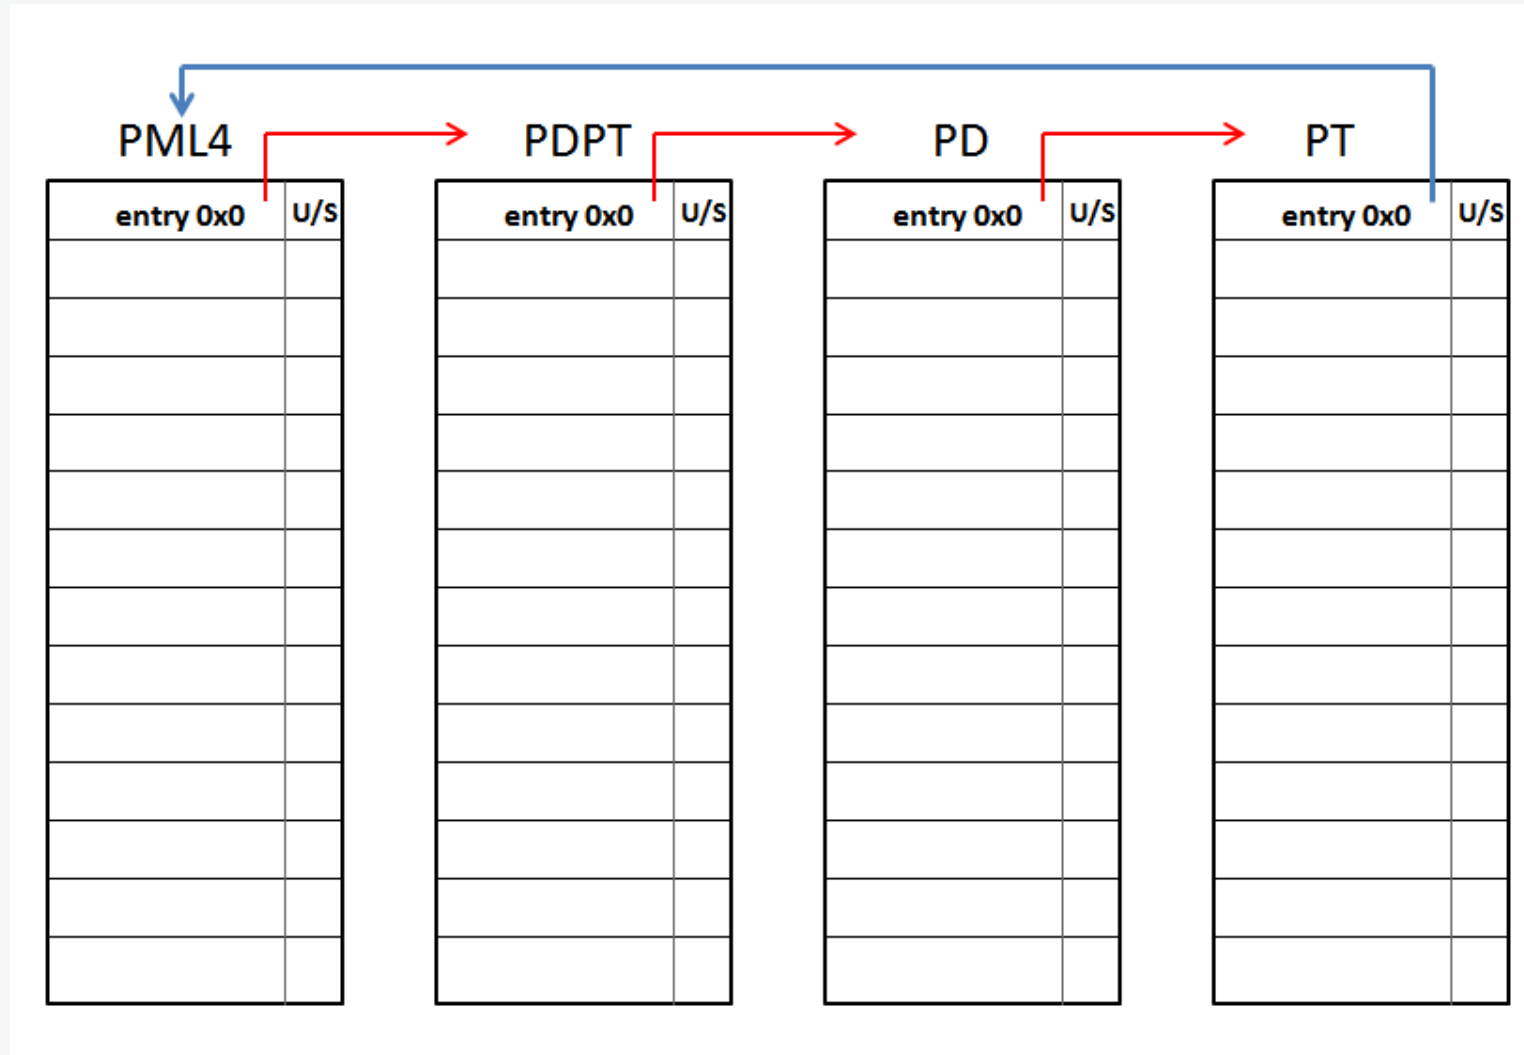 PML4 PDPT PD PT
entry 0x0 U/S entry 0x0 U/S entry 0x0 U/S entry 0x0 U/S